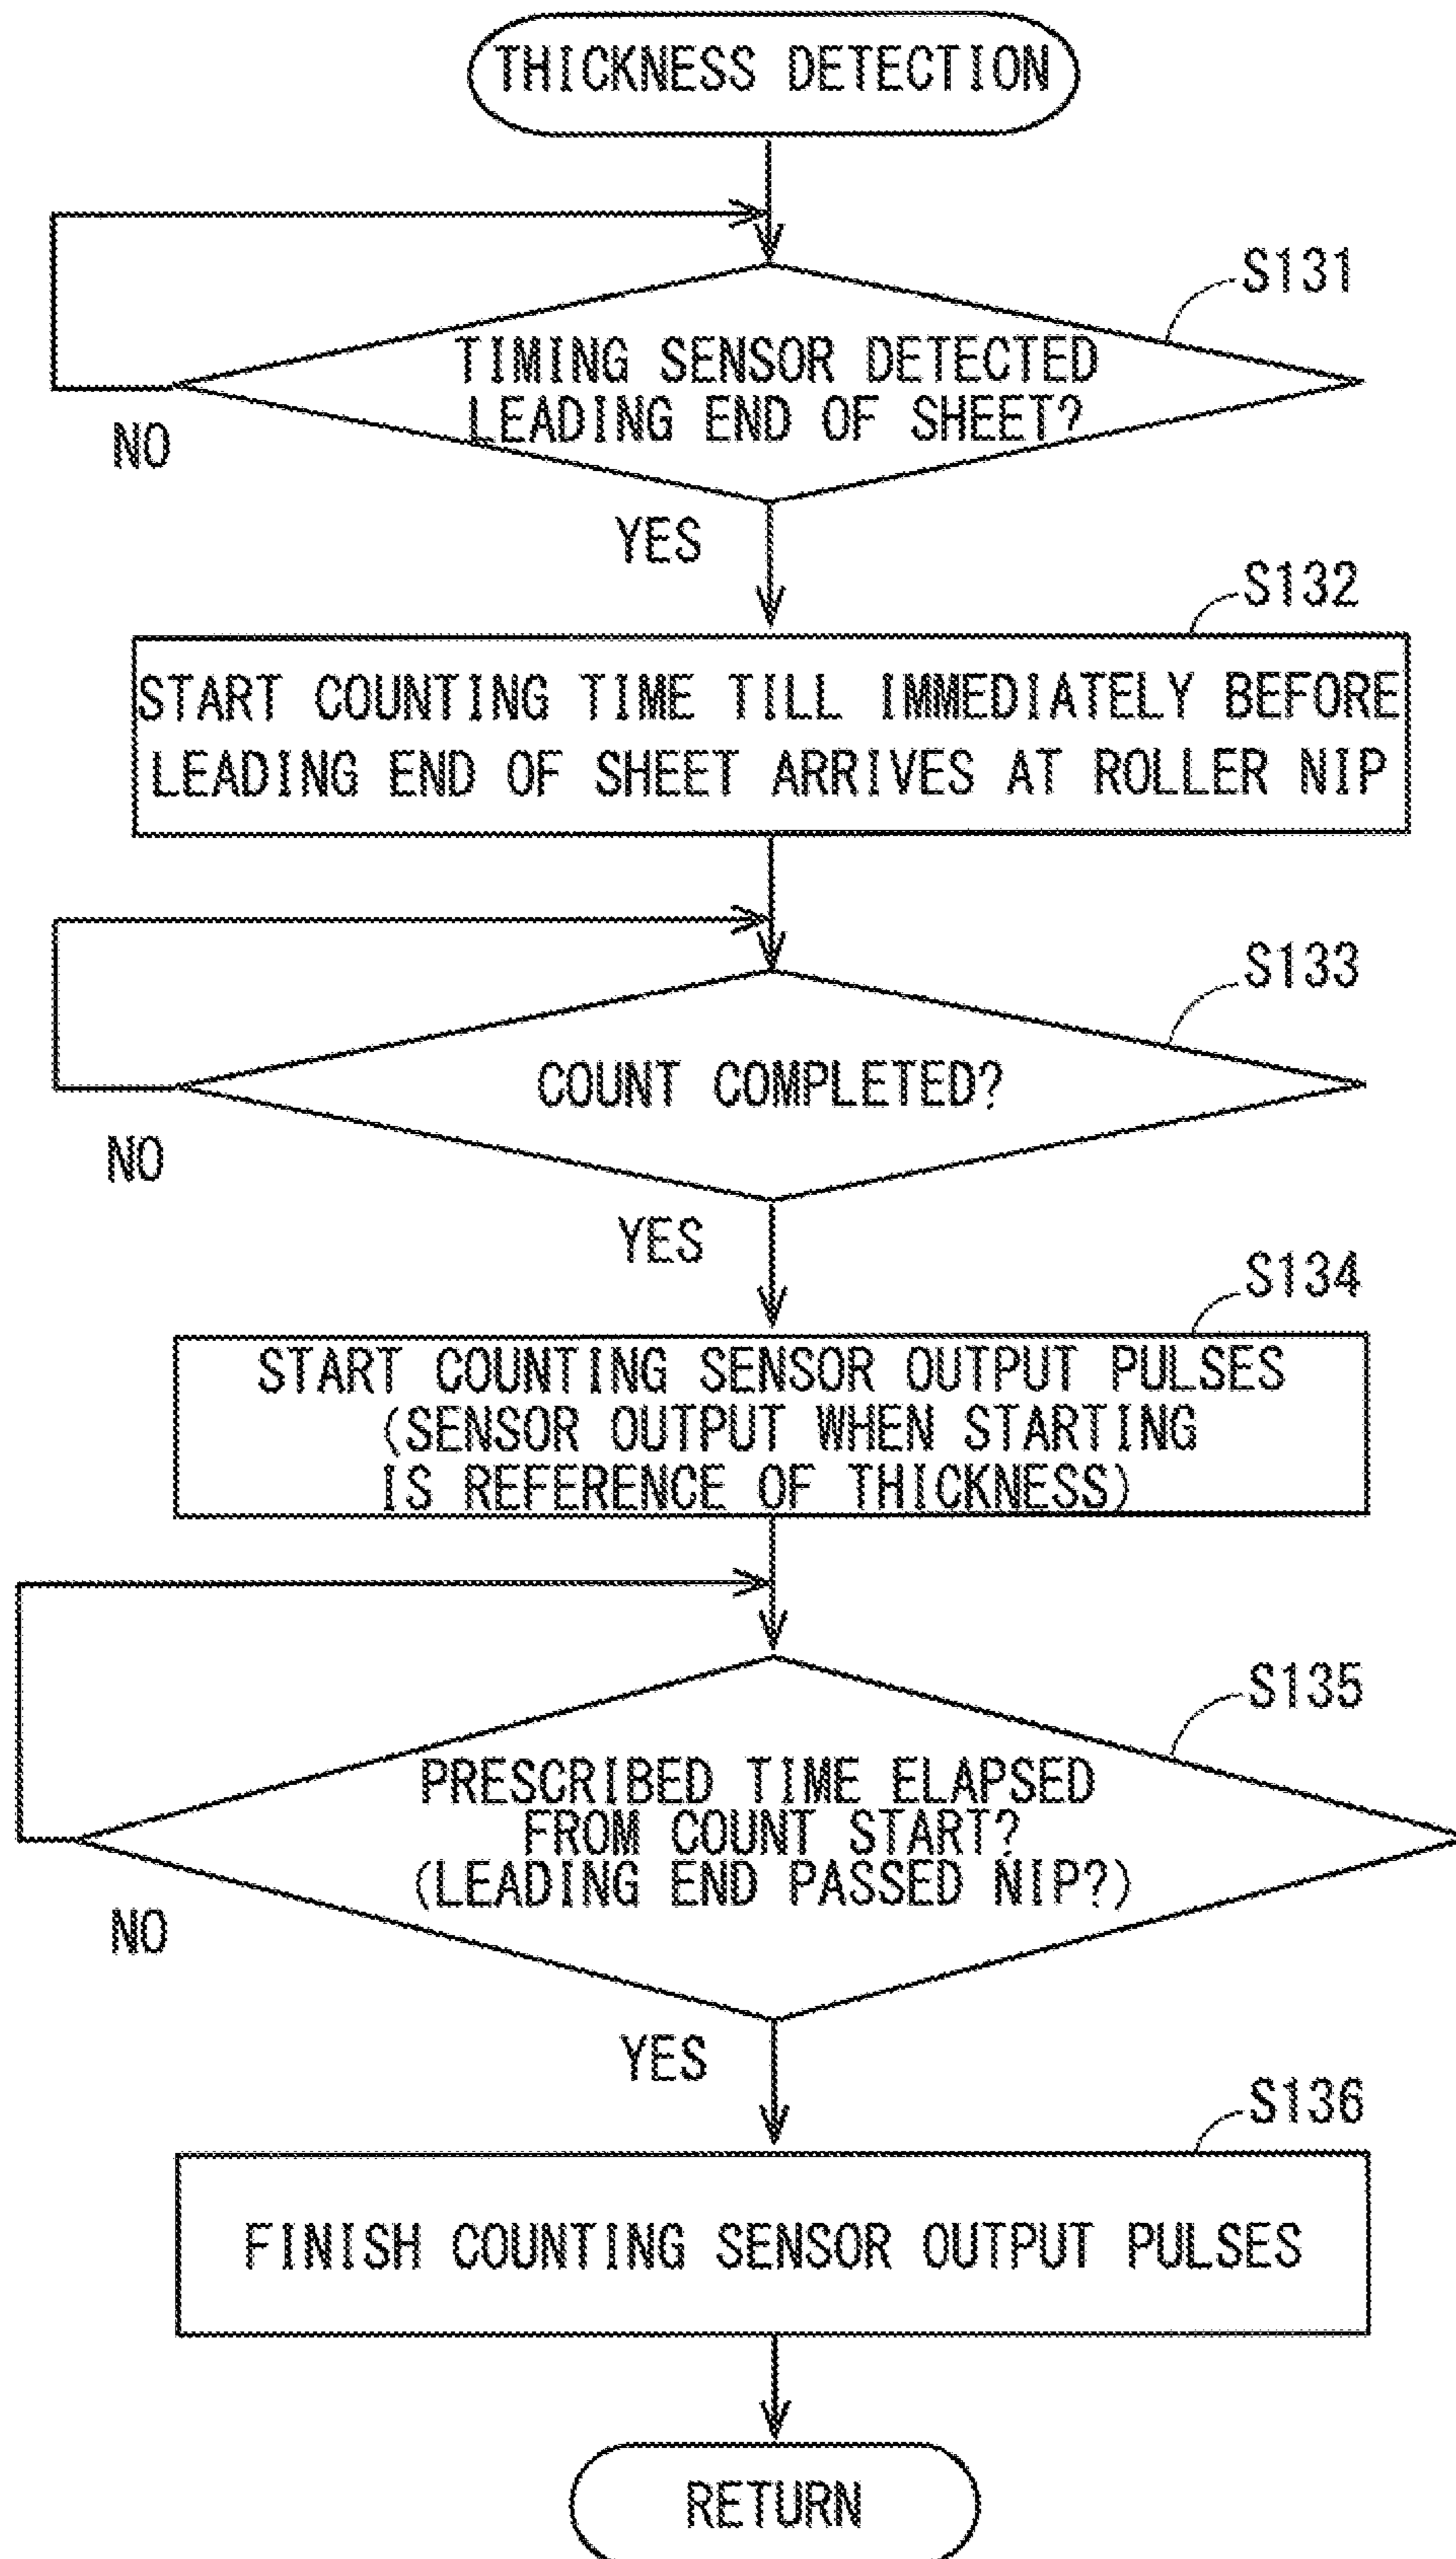 THICKNESS DETECTION
S131
TIMING SENSOR DETECTED
LEADING END OF SHEET?
NO
YES
S132
START COUNTING TIME TILL IMMEDIATELY BEFORE
LEADING END OF SHEET ARRIVES AT ROLLER NIP
S133
COUNT COMPLETED?
NO
YES
S134
START COUNTING SENSOR OUTPUT PULSES
(SENSOR OUTPUT WHEN STARTING
IS REFERENCE OF THICKNESS)
S135
PRESCRIBED TIME ELAPSED
FROM COUNT START?
(LEADING END PASSED NIP?)
NO
YES
S136
FINISH COUNTING SENSOR OUTPUT PULSES
RETURN